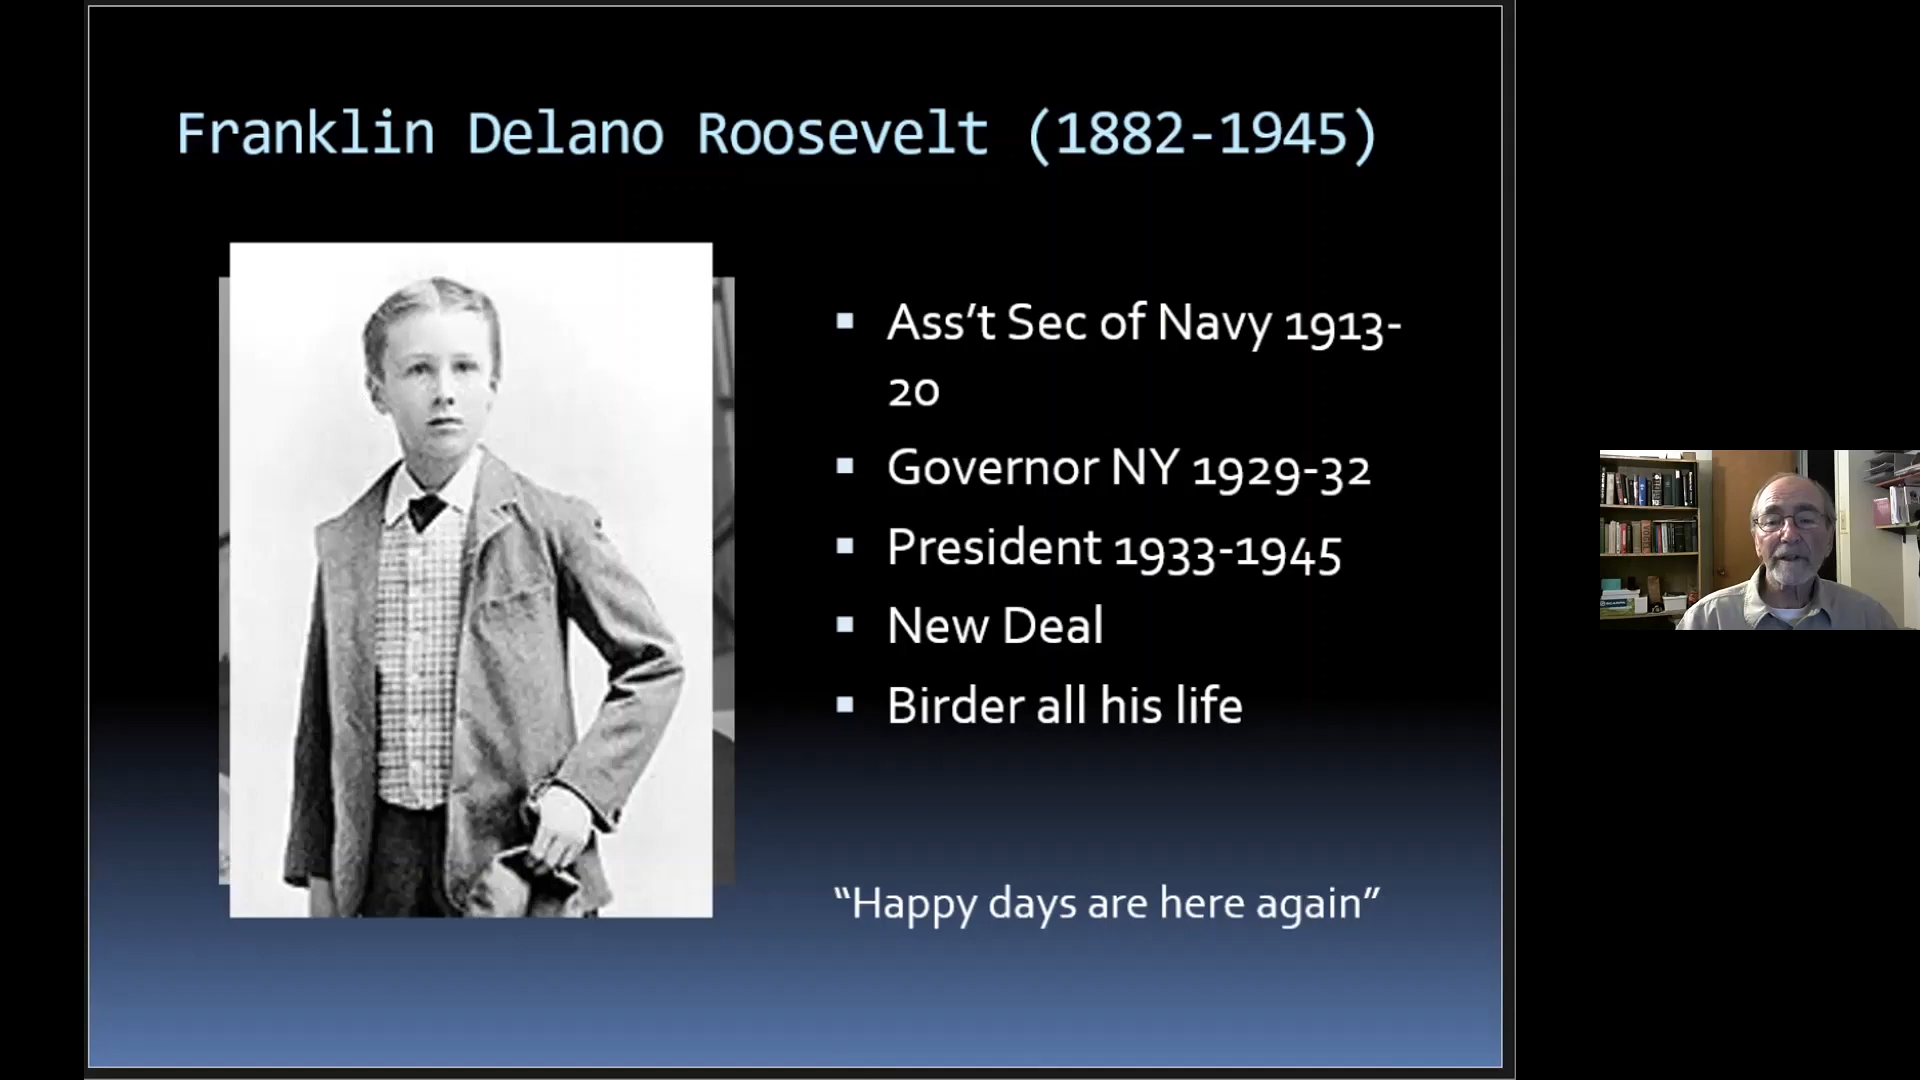 Franklin Delano Roosevelt (1882-1945)
▪ Ass’t Sec of Navy 1913-
20
▪ Governor NY 1929-32
▪ President 1933-1945
▪ New Deal
▪ Birder all his life
“Happy days are here again”